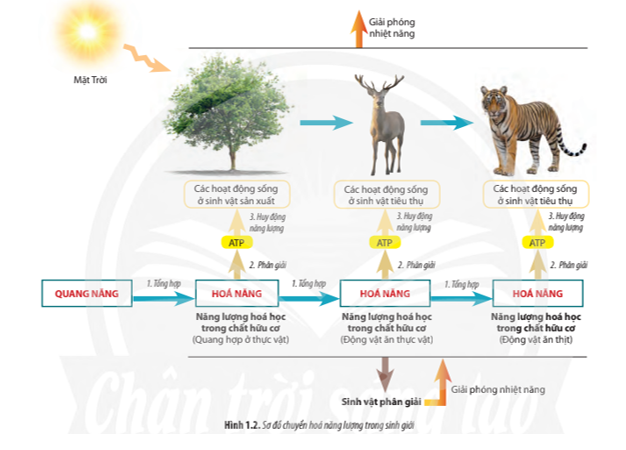 Giải phóng
nhiệt năng
Mặt Trời
Các hoạt động sống
ở sinh vật sản xuất
Các hoạt động sống
ở sinh vật tiêu thụ
Các hoạt động sống
ở sinh vật tiêu thụ
3. Huy động
năng lượng
3. Huy động
năng lượng
3. Huy động
năng lượng
ATP
ATP
ATP
2. Phân giải
2. Phân giải
2. Phân giải
1. Tổng hợp
1. Tổng hợp
1. Tổng hợp
QUANG NĂNG
HOÁ NĂNG
HOÁ NĂNG
HOÁ NĂNG
Năng lượng hoá học
trong chất hữu cơ
(Quang hợp ở thực vật)
Năng lượng hoá học
trong chất hữu cơ
(Động vật ăn thực vật)
Năng lượng hoá học
trong chất hữu cơ
(Động vật ăn thịt)
Giải phóng nhiệt năng
Sinh vật phân giải
Chân trời sáng tạo
Hình 1.2. Sơ đồ chuyển hoá năng lượng trong sinh giới